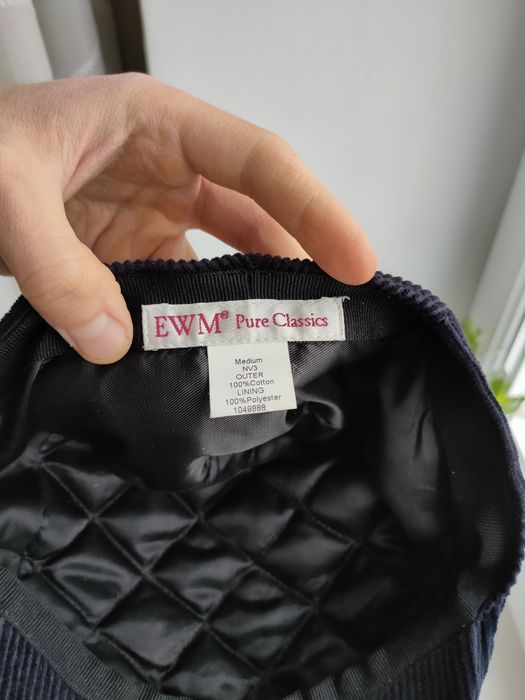 EWM® Pure Classics
Medium
NV3
OUTER
100%Cotton
LINING
100%Polyester
1049888